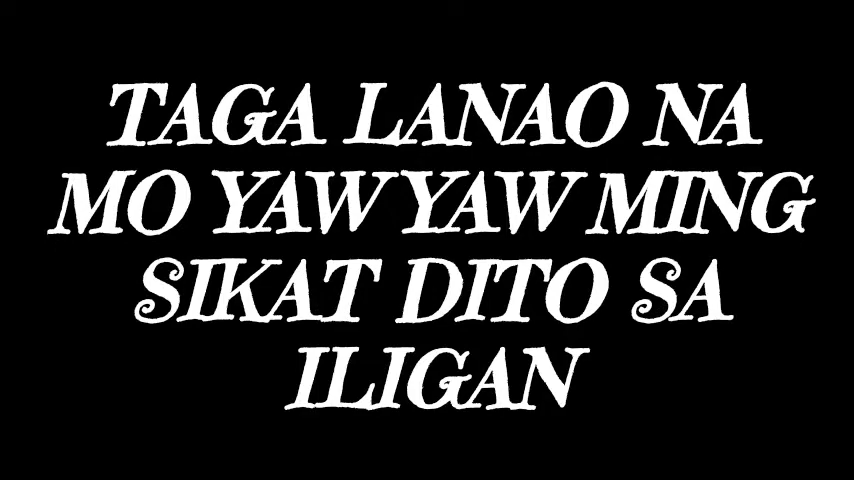 TAGA LANAO NA
MO YAWYAW MING
SIKAT DITO SA
ILIGAN